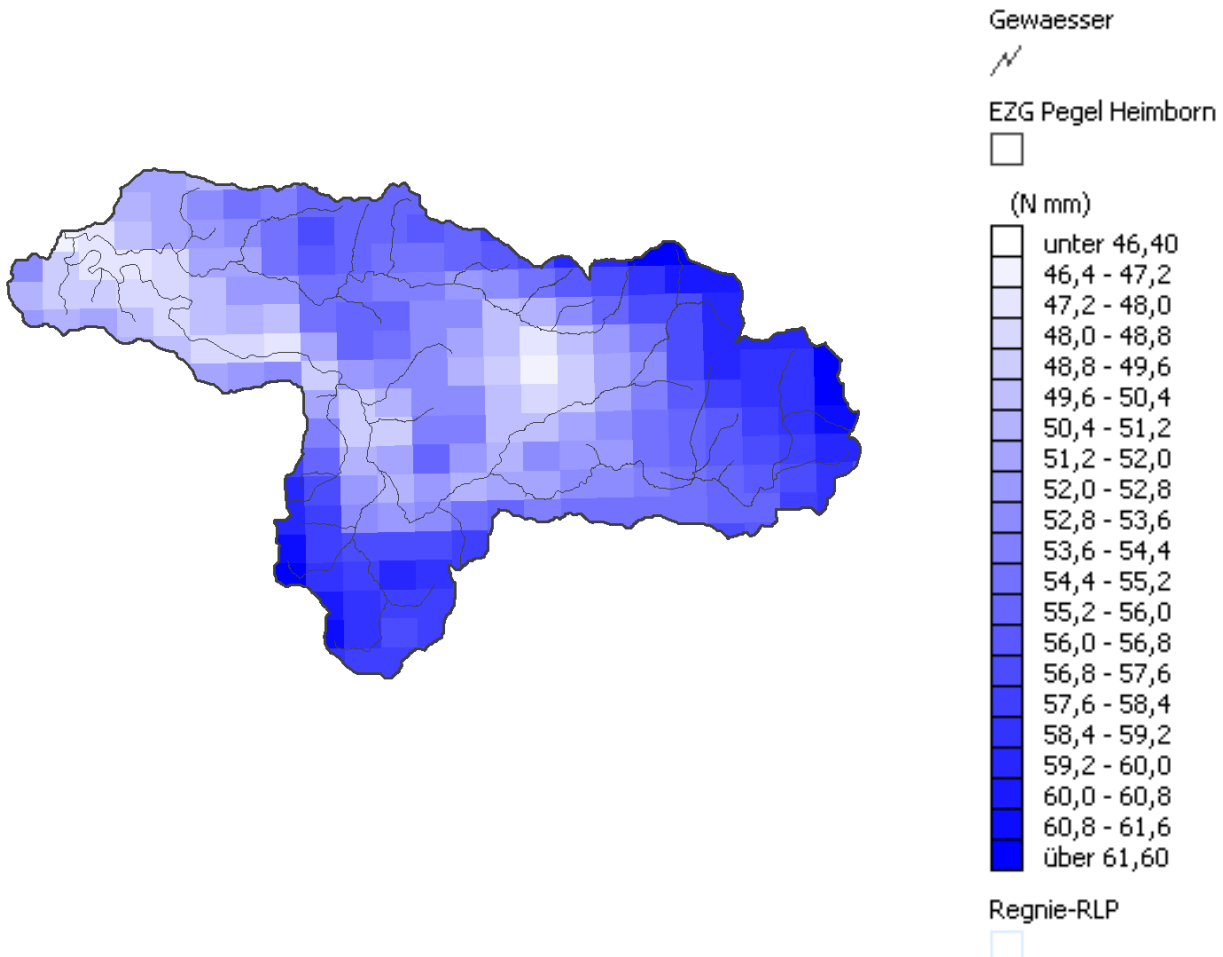 Gewaesser
EZG Pegel Heimborn
(N mm)
unter 46,40
46,4 - 47,2
47,2 - 48,0
48,0 - 48,8
48,8 - 49,6
49,6 - 50,4
50,4 - 51,2
51,2 - 52,0
52,0 - 52,8
52,8 - 53,6
53,6 - 54,4
54,4 - 55,2
55,2 - 56,0
56,0 - 56,8
56,8 - 57,6
57,6 - 58,4
58,4 - 59,2
59,2 - 60,0
60,0 - 60,8
60,8 - 61,6
über 61,60
Regnie-RLP